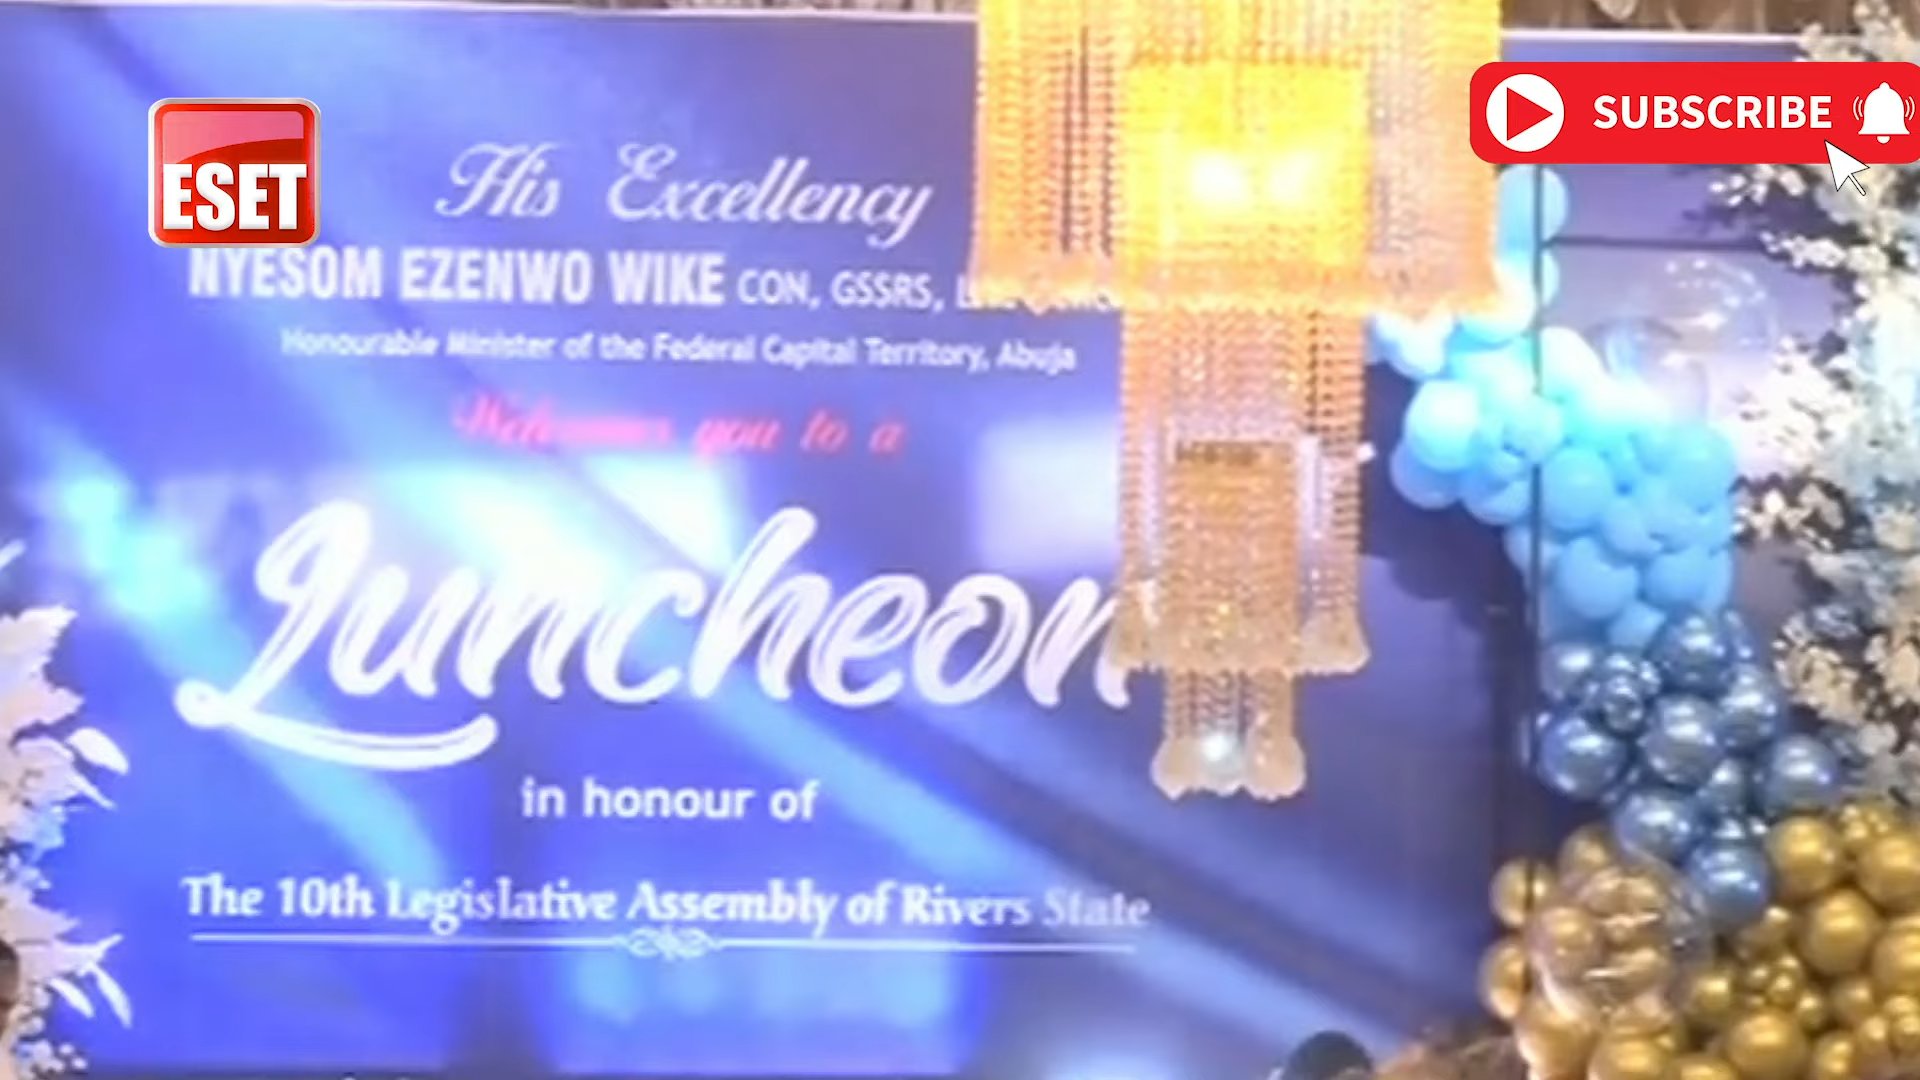 SUBSCRIBE
ESET
His Excellency
NYESOM EZENWO WIKE CON, GSSRS,
Honourable Minister of the Federal Capital Territory, Abuja
Welcomes you to a
Luncheon
in honour of
The 10th Legislative Assembly of Rivers State